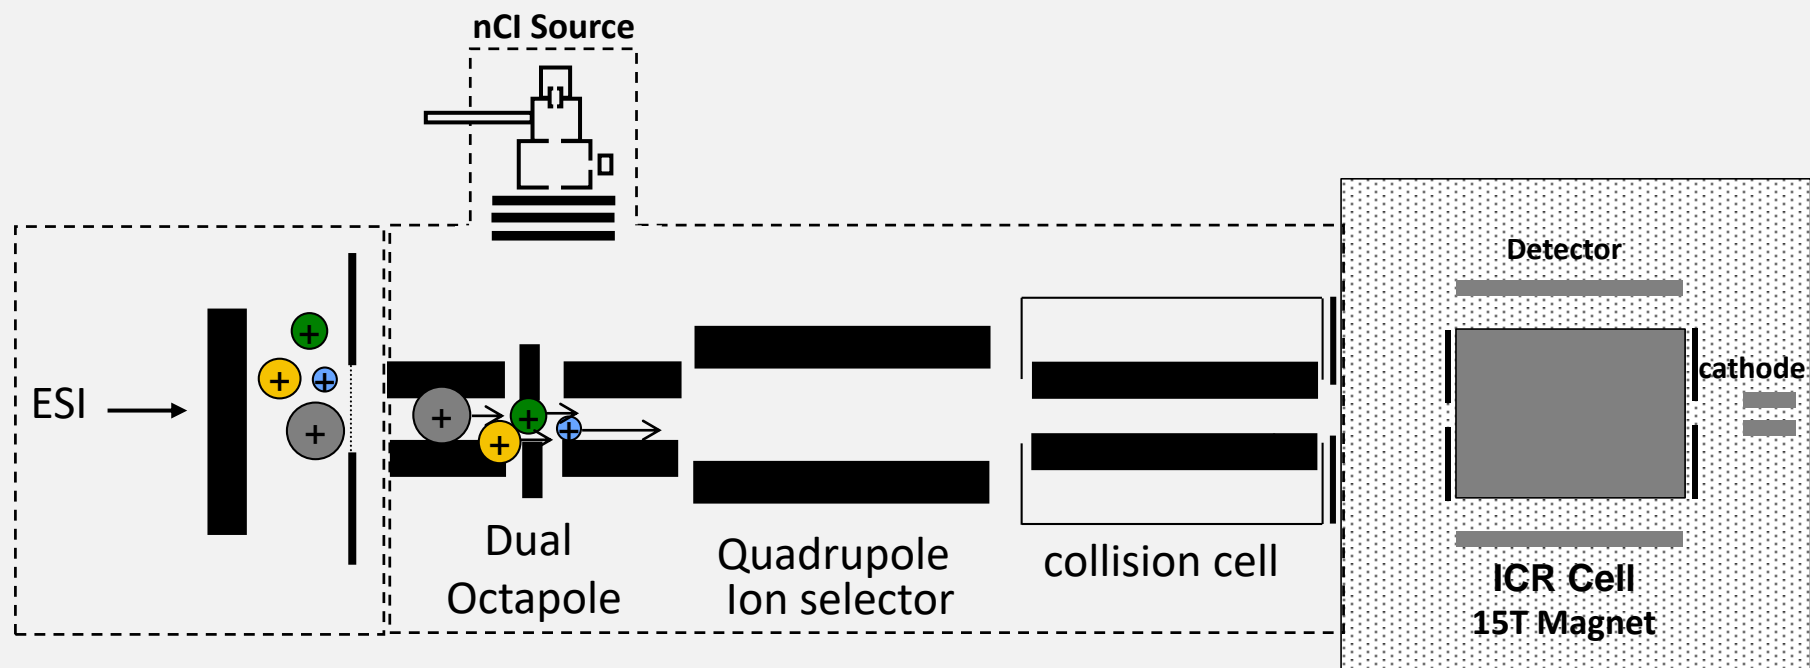 nCI Source
ESI
+
+
+
+
+
+
+
+
Dual
Octapole
Quadrupole
Ion selector
collision cell
Detector
cathode
ICR Cell
15T Magnet